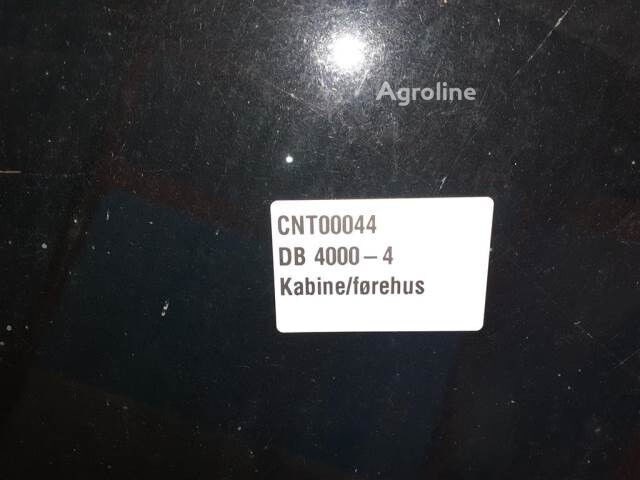 Agroline
CNT00044
DB 4000–4
Kabine/førehus